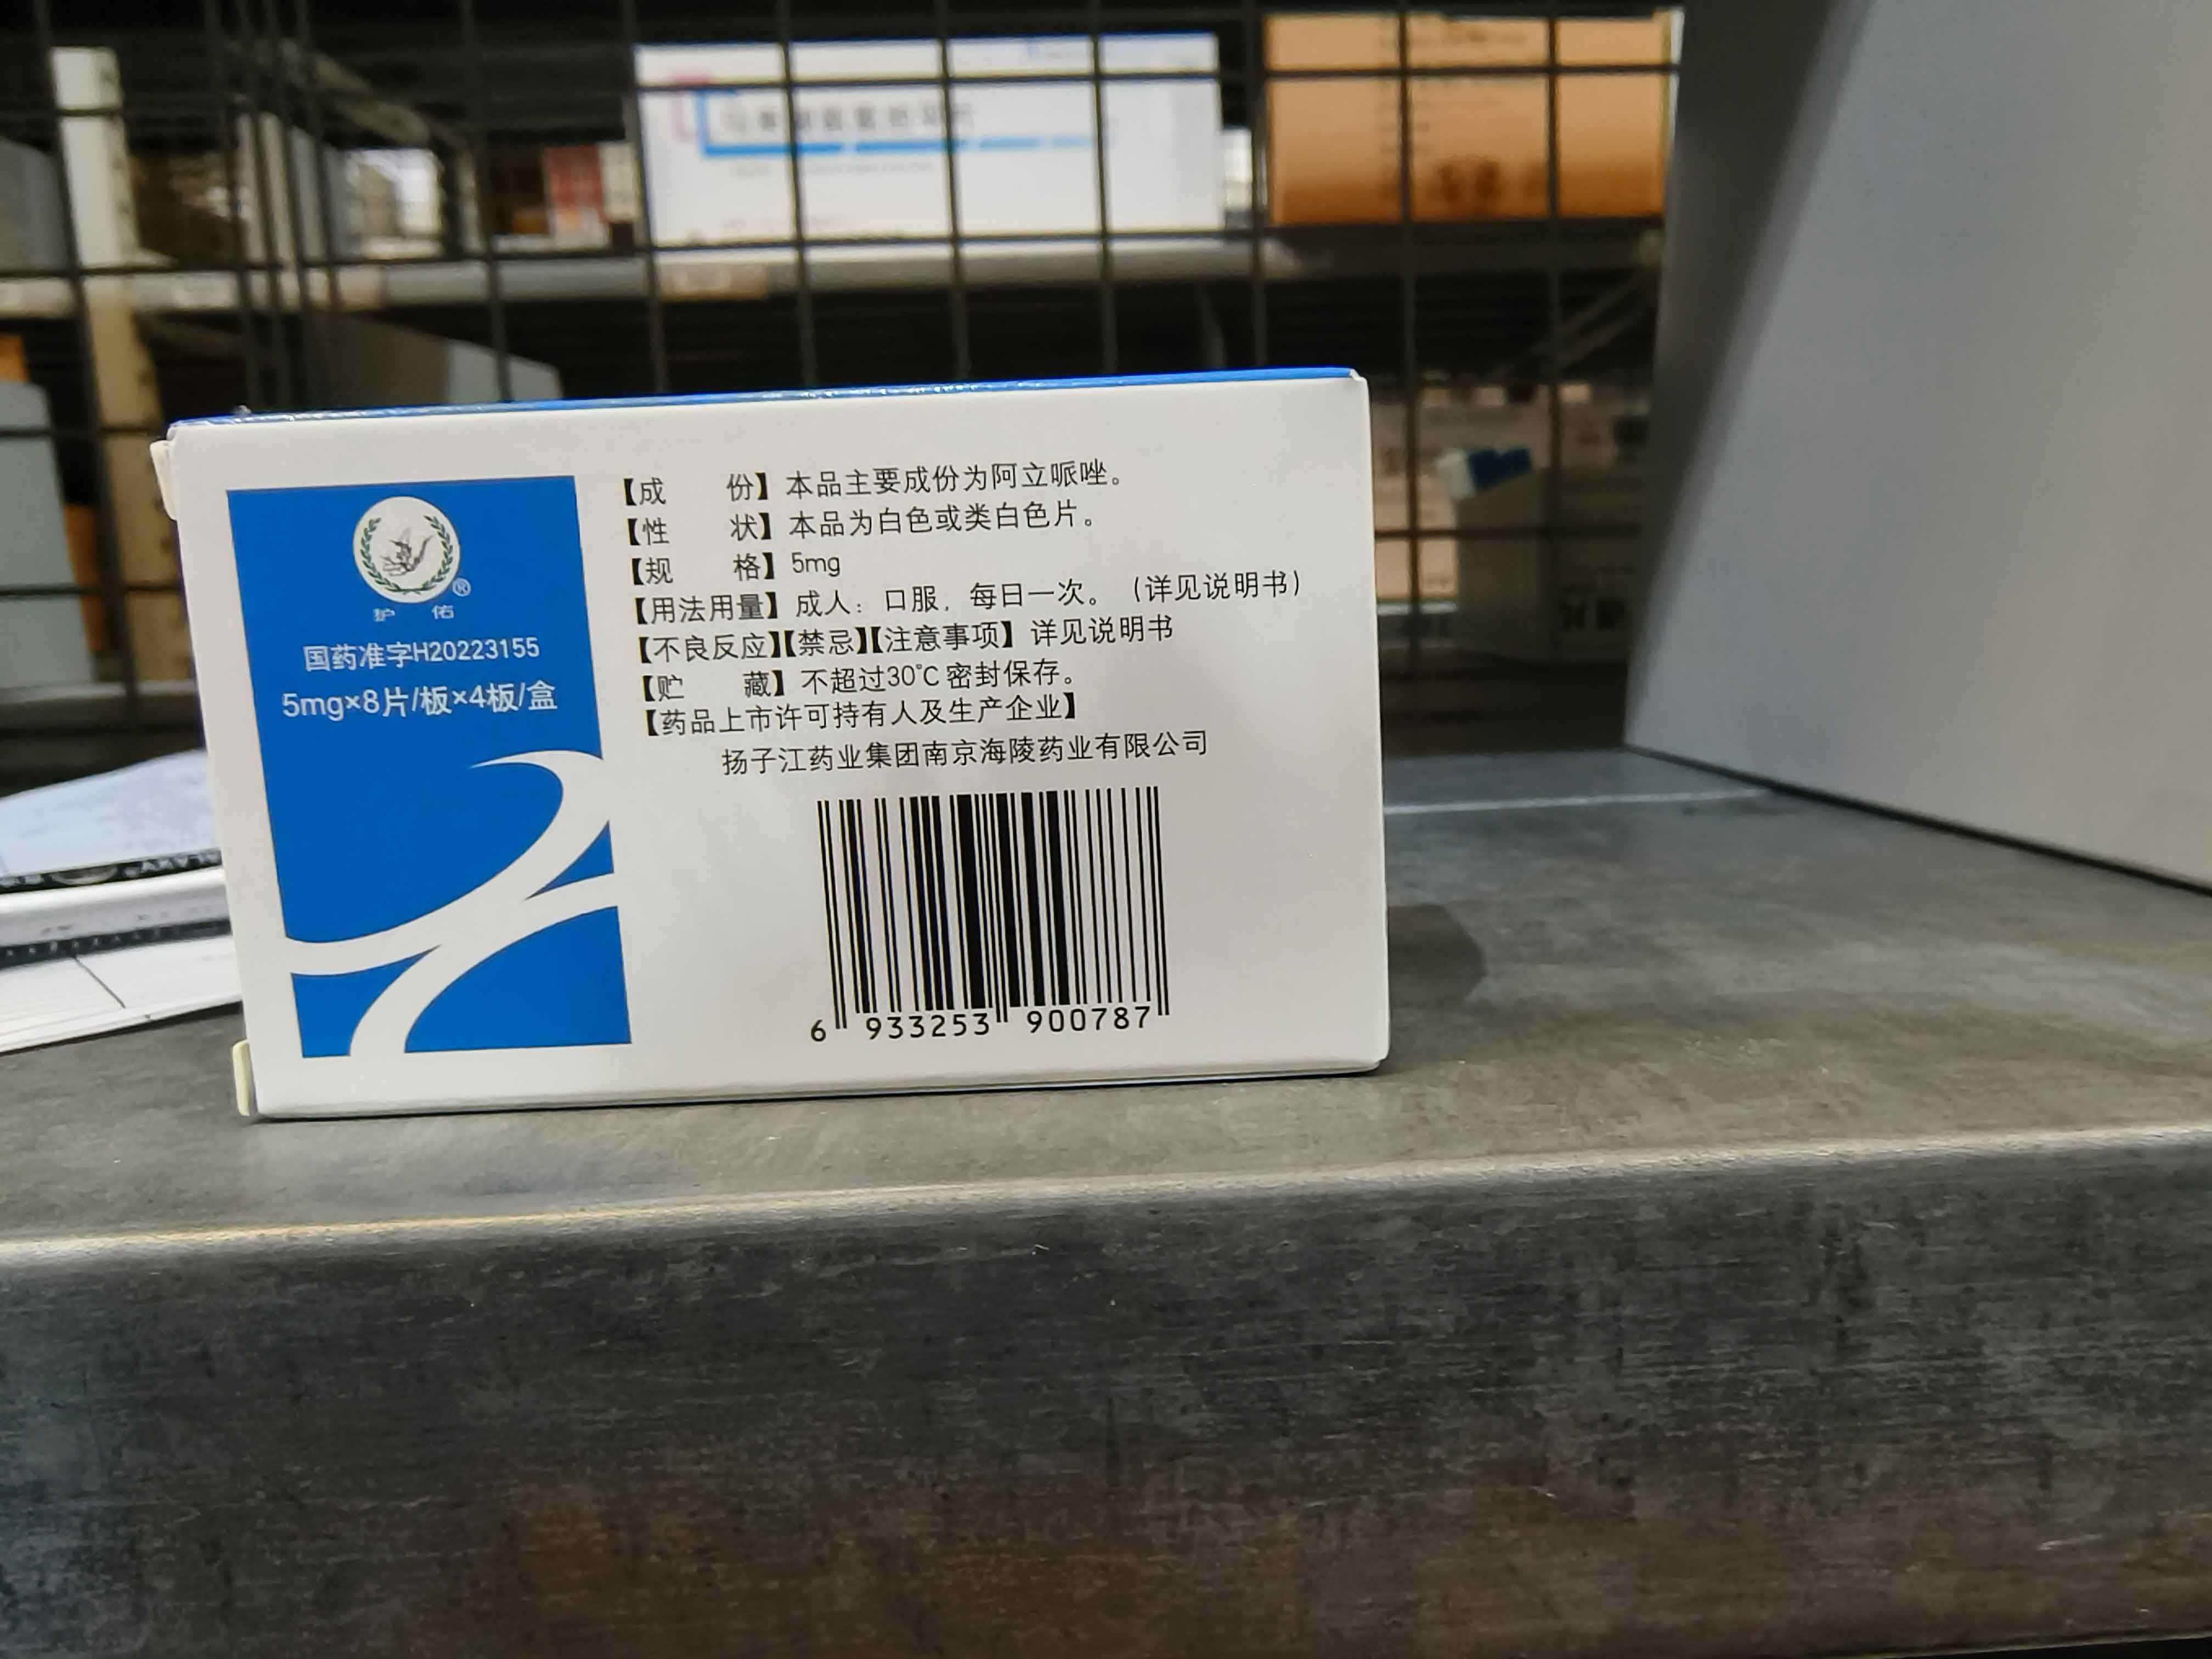 护佑
®
国药准字H20223155
5mg×8片/板×4板/盒
【成 份】本品主要成份为阿立哌唑。
【性 状】本品为白色或类白色片。
【规 格】5mg
【用法用量】成人：口服，每日一次。（详见说明书）
【不良反应】【禁忌】【注意事项】详见说明书
【贮 藏】不超过30℃密封保存。
【药品上市许可持有人及生产企业】
扬子江药业集团南京海陵药业有限公司
6 933253 900787